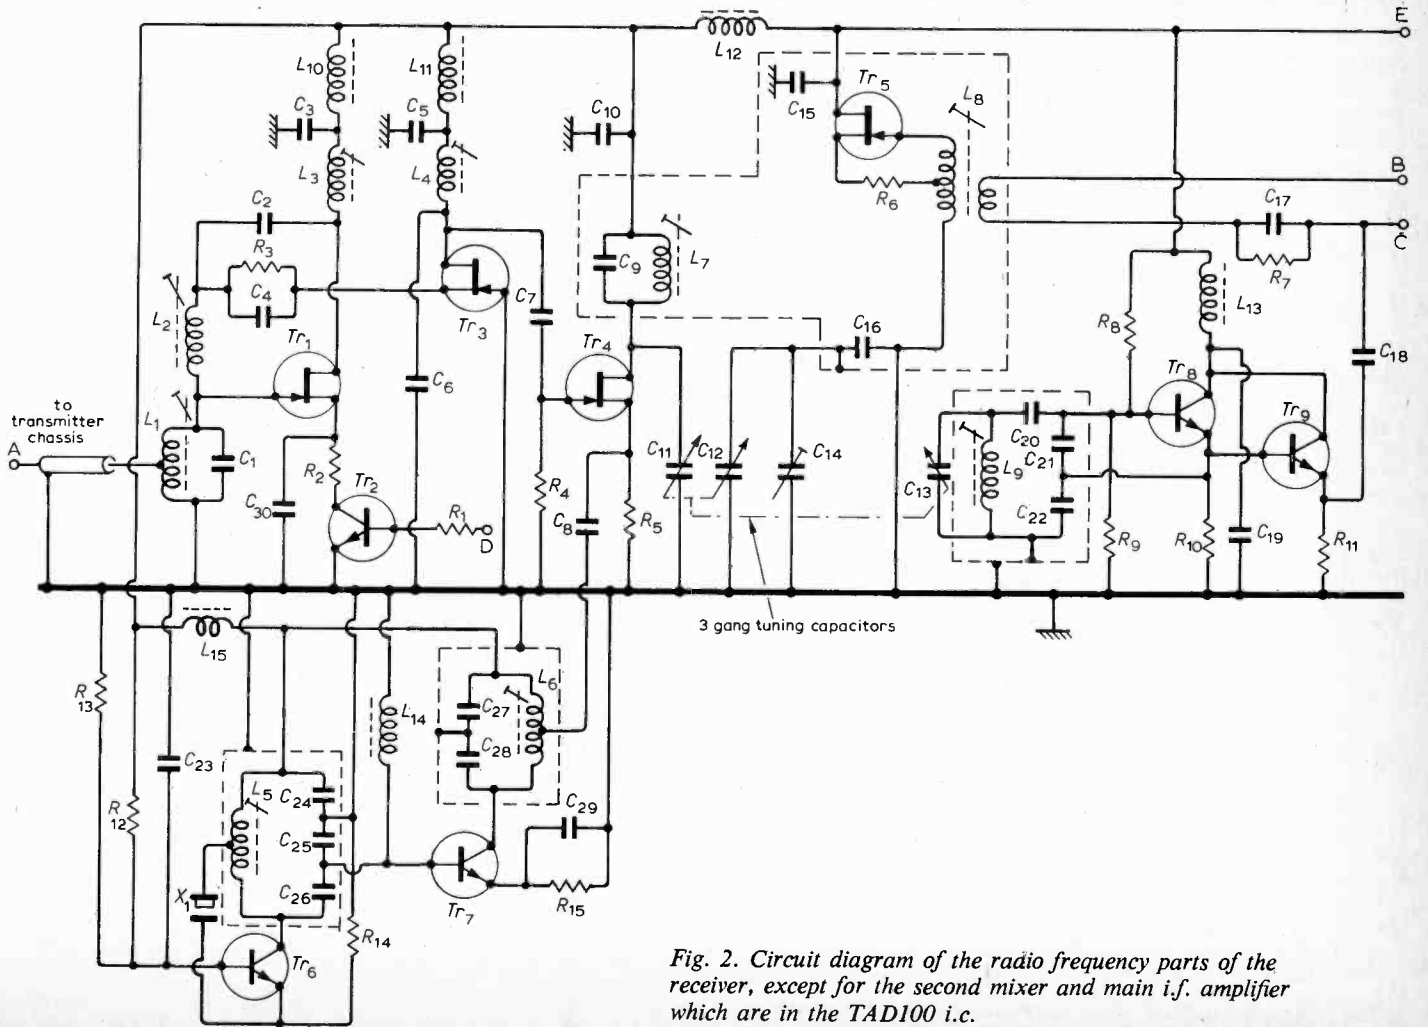 E
L12
L10
L11
Tr5
L8
C3
C5
C10
C15
L3
L4
B
R6
C2
C17
C
R3
C9
L7
R7
C4
L2
C7
L13
Tr3
R8
C16
Tr1
Tr4
C18
C6
Tr8
to
transmitter
chassis
L1
Tr9
A
C1
C11
C12
C14
C20
L9
C21
R2
C13
R4
C30
Tr2
R1
C8
R5
C22
D
R9
R10
C19
R11
3 gang tuning capacitors
L15
R
13
L6
C27
L14
C28
C23
L5
C24
R
12
C29
C25
X1
C26
Tr7
R15
R14
Tr6
Fig. 2. Circuit diagram of the radio frequency parts of the
receiver, except for the second mixer and main i.f. amplifier
which are in the TAD100 i.c.